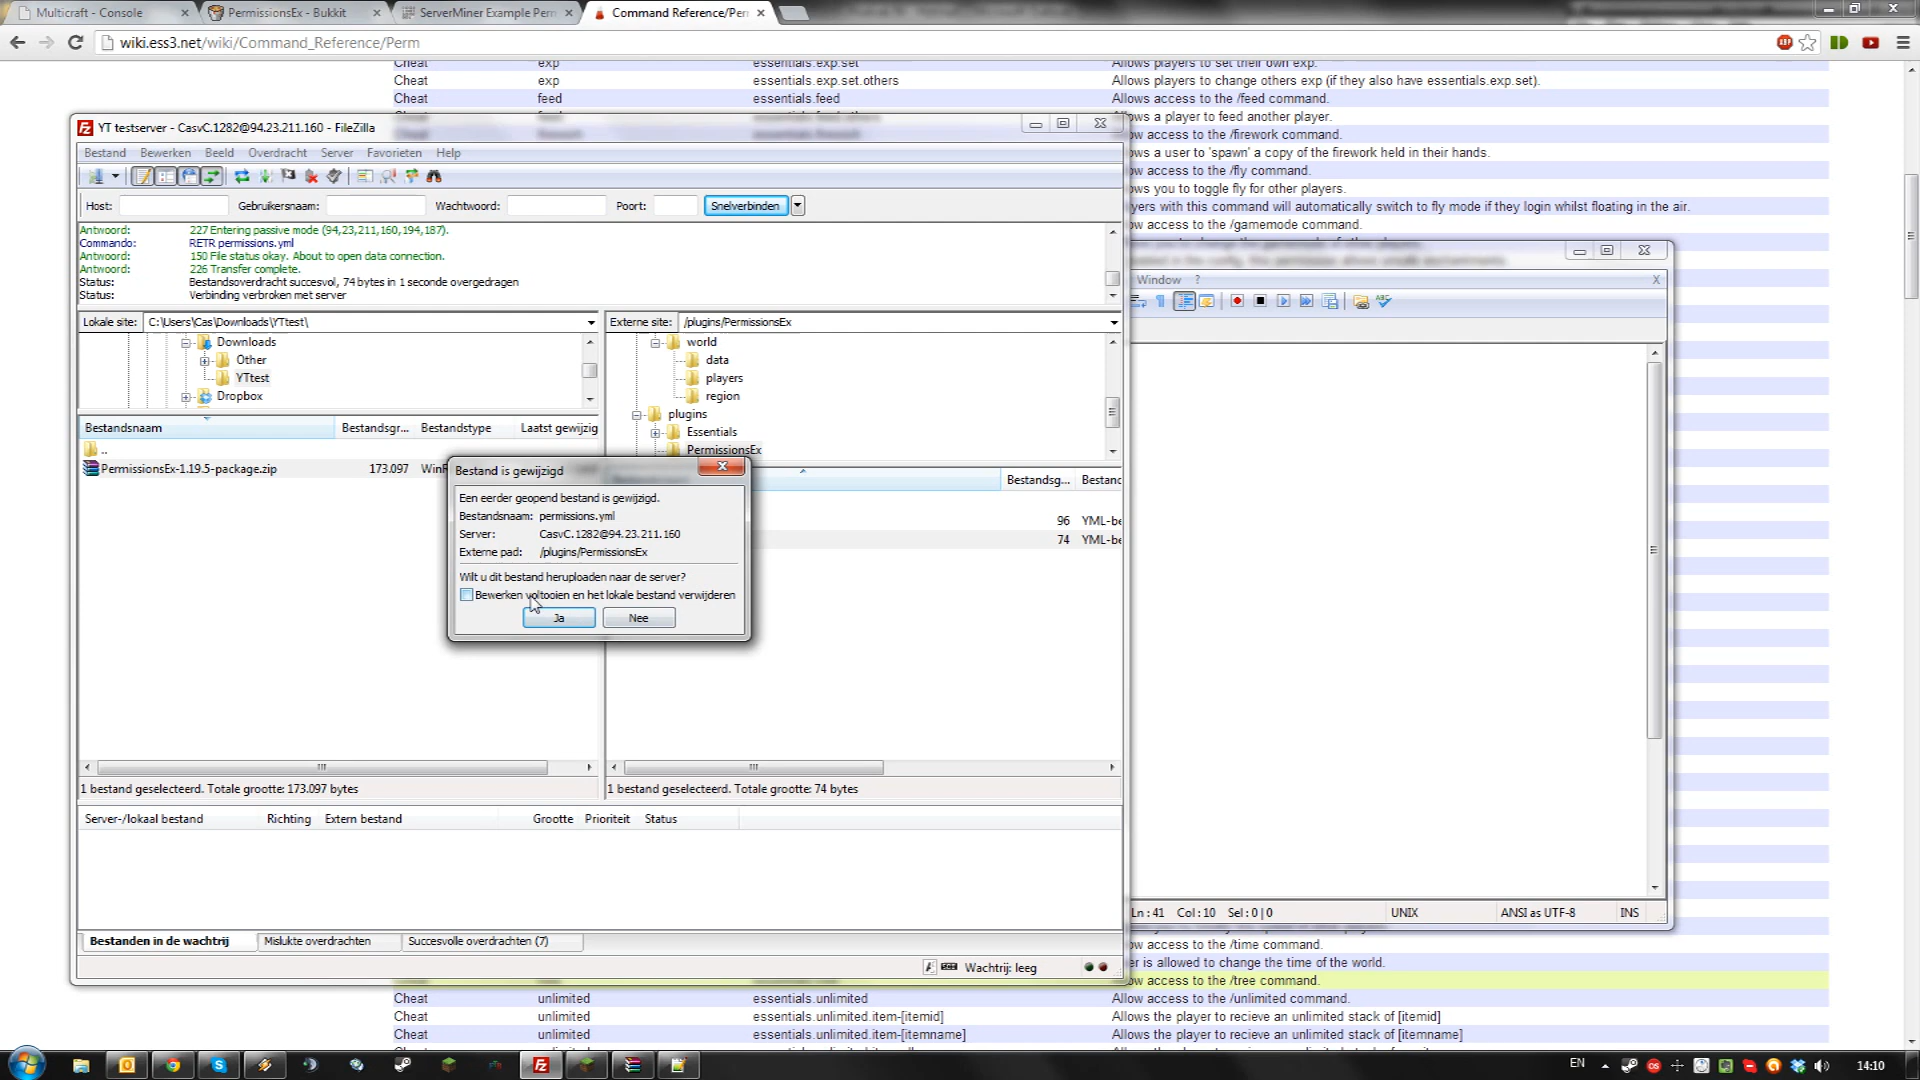 Multicraft - Console
PermissionsEx - Bukkit
ServerMiner Example Perm
Command Reference/Perm
wiki.ess3.net/wiki/Command_Reference/Perm
Cheat exp essentials.exp.set Allows players to set their own exp.
Cheat exp essentials.exp.set.others Allows players to change others exp (if they also have essentials.exp.set).
Cheat feed essentials.feed Allows access to the /feed command.
ows a player to feed another player.
YT testserver - CasvC.1282@94.23.211.160 - FileZilla
ow access to the /firework command.
Bestand Bewerken Beeld Overdracht Server Favorieten Help
ows a user to 'spawn' a copy of the firework held in their hands.
ow access to the /fly command.
ows you to toggle fly for other players.
Host: Gebruikersnaam: Wachtwoord: Poort: Snelverbinden
yers with this command will automatically switch to fly mode if they login whilst floating in the air.
ow access to the /gamemode command.
Antwoord: 227 Entering passive mode (94,23,211,160,194,187).
Commando: RETR permissions.yml
Antwoord: 150 File status okay. About to open data connection.
Antwoord: 226 Transfer complete.
Status: Bestandsoverdracht succesvol, 74 bytes in 1 seconde overgedragen
Status: Verbinding verbroken met server
Window ? X
Lokale site: C:\Users\Cas\Downloads\YTtest\
Externe site: /plugins/PermissionsEx
Downloads
Other
YTtest
Dropbox
world
data
players
region
plugins
Essentials
PermissionsEx
Bestandsnaam Bestandsgr... Bestandstype Laatst gewijzig
..
PermissionsEx-1.19.5-package.zip 173.097 WinR
Bestandsg... Bestanc
96 YML-be
74 YML-be
Bestand is gewijzigd
Een eerder geopend bestand is gewijzigd.
Bestandsnaam: permissions.yml
Server: CasvC.1282@94.23.211.160
Externe pad: /plugins/PermissionsEx
Wilt u dit bestand heruploaden naar de server?
Bewerken voltooien en het lokale bestand verwijderen
Ja Nee
1 bestand geselecteerd. Totale grootte: 173.097 bytes
1 bestand geselecteerd. Totale grootte: 74 bytes
Server-/lokaal bestand Richting Extern bestand Grootte Prioriteit Status
Ln : 41 Col : 10 Sel : 0 | 0 UNIX ANSI as UTF-8 INS
Bestanden in de wachtrij Mislukte overdrachten Succesvolle overdrachten (7)
ow access to the /time command.
er is allowed to change the time of the world.
Wachtrij: leeg
ow access to the /tree command.
Cheat unlimited essentials.unlimited Allow access to the /unlimited command.
Cheat unlimited essentials.unlimited.item-[itemid] Allows the player to recieve an unlimited stack of [itemid]
Cheat unlimited essentials.unlimited.item-[itemname] Allows the player to recieve an unlimited stack of [itemname]
EN 14:10